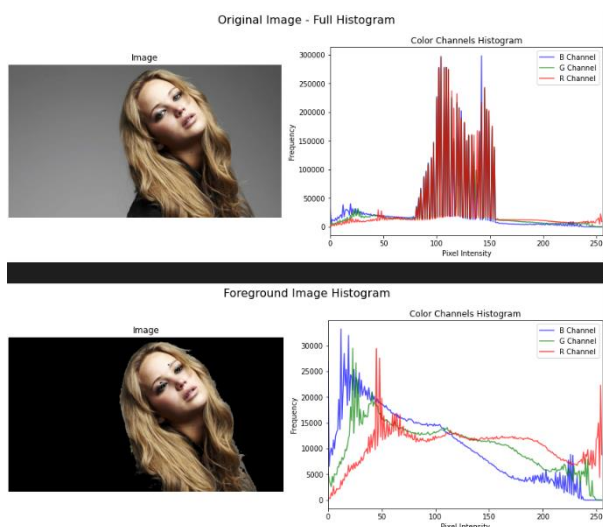 Original Image - Full Histogram
Image
Color Channels Histogram
B Channel
G Channel
R Channel
Frequency
300000
250000
200000
150000
100000
50000
0
0 50 100 150 200 250
Pixel Intensity
Foreground Image Histogram
Image
Color Channels Histogram
B Channel
G Channel
R Channel
Frequency
30000
25000
20000
15000
10000
5000
0
0 50 100 150 200 250
Pixel Intensity